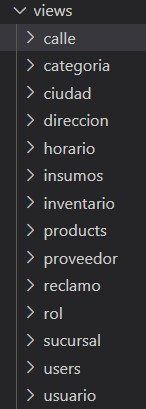 views
calle
categoria
ciudad
direccion
horario
insumos
inventario
products
proveedor
reclamo
rol
sucursal
users
usuario